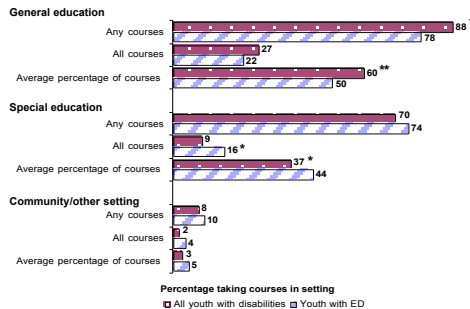 General education
Any courses 88
78
All courses 27
22
Average percentage of courses 60 **
50
Special education
Any courses 70
74
All courses 9
16 *
Average percentage of courses 37 *
44
Community/other setting
Any courses 8
10
All courses 2
4
Average percentage of courses 3
5
Percentage taking courses in setting
All youth with disabilities Youth with ED